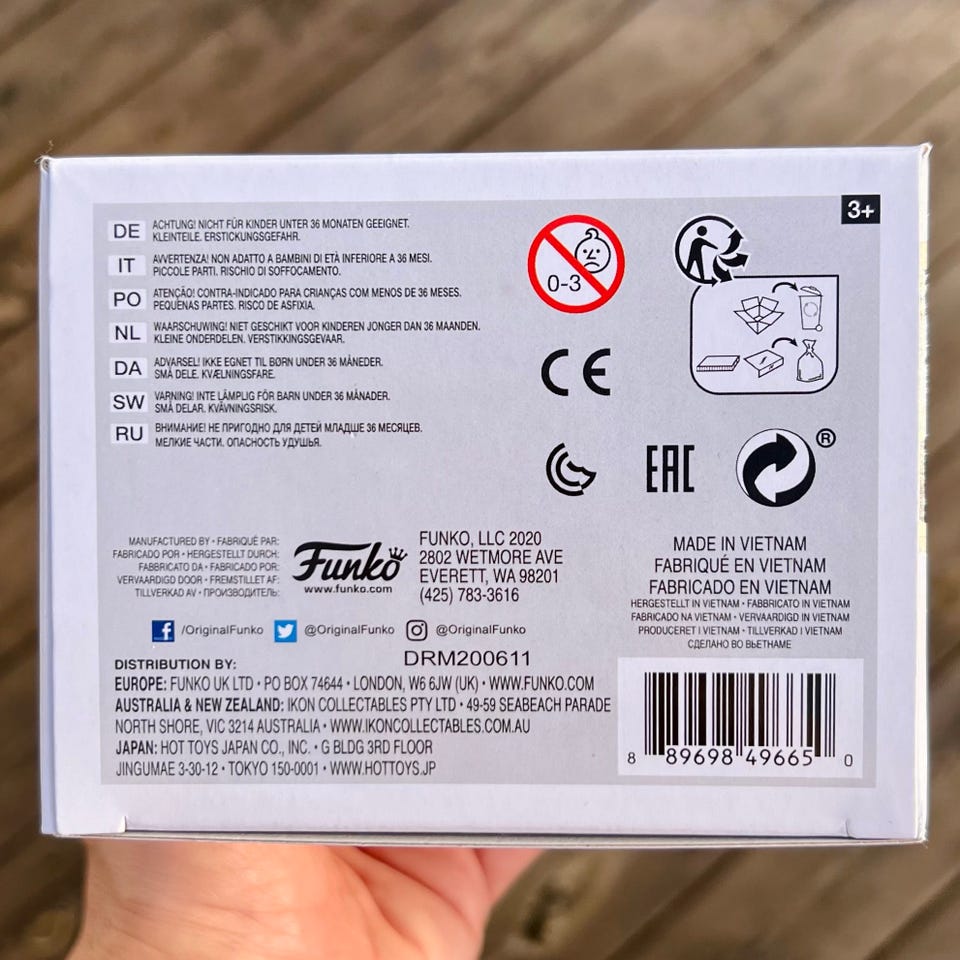 3+
DE ACHTUNG! NICHT FÜR KINDER UNTER 36 MONATEN GEEIGNET.
KLEINTEILE. ERSTICKUNGSGEFAHR.
IT AVVERTENZA! NON ADATTO A BAMBINI DI ETÀ INFERIORE A 36 MESI.
PICCOLE PARTI. RISCHIO DI SOFFOCAMENTO.
PO ATENÇÃO! CONTRA-INDICADO PARA CRIANÇAS COM MENOS DE 36 MESES.
PEQUENAS PARTES. RISCO DE ASFIXIA.
NL WAARSCHUWING! NIET GESCHIKT VOOR KINDEREN JONGER DAN 36 MAANDEN.
KLEINE ONDERDELEN. VERSTIKKINGSGEVAAR.
DA ADVARSEL! IKKE EGNET TIL BØRN UNDER 36 MÅNEDER.
SMÅ DELE. KVÆLNINGSFARE.
SW VARNING! INTE LÄMPLIG FÖR BARN UNDER 36 MÅNADER.
SMÅ DELAR. KVÄVNINGSRISK.
RU ВНИМАНИЕ! НЕ ПРИГОДНО ДЛЯ ДЕТЕЙ МЛАДШЕ 36 МЕСЯЦЕВ.
МЕЛКИЕ ЧАСТИ. ОПАСНОСТЬ УДУШЬЯ.
0-3
CE
EAC
®
MANUFACTURED BY • FABRIQUÉ PAR:
FABRICADO POR • HERGESTELLT DURCH:
FABBRICATO DA • FABRICADO POR:
VERVAARDIGD DOOR • FREMSTILLET AF:
TILLVERKAD AV • ПРОИЗВОДИТЕЛЬ:
Funko
www.funko.com
FUNKO, LLC 2020
2802 WETMORE AVE
EVERETT, WA 98201
(425) 783-3616
/OriginalFunko @OriginalFunko @OriginalFunko
DRM200611
DISTRIBUTION BY:
EUROPE: FUNKO UK LTD • PO BOX 74644 • LONDON, W6 6JW (UK) • WWW.FUNKO.COM
AUSTRALIA & NEW ZEALAND: IKON COLLECTABLES PTY LTD • 49-59 SEABEACH PARADE
NORTH SHORE, VIC 3214 AUSTRALIA • WWW.IKONCOLLECTABLES.COM.AU
JAPAN: HOT TOYS JAPAN CO., INC. • G BLDG 3RD FLOOR
JINGUMAE 3-30-12 • TOKYO 150-0001 • WWW.HOTTOYS.JP
MADE IN VIETNAM
FABRIQUÉ EN VIETNAM
FABRICADO EN VIETNAM
HERGESTELLT IN VIETNAM • FABBRICATO IN VIETNAM
FABRICADO NA VIETNAM • VERVAARDIGD IN VIETNAM
PRODUCERET I VIETNAM • TILLVERKAD I VIETNAM
СДЕЛАНО ВО ВЬЕТНАМЕ
8 89698 49665 0